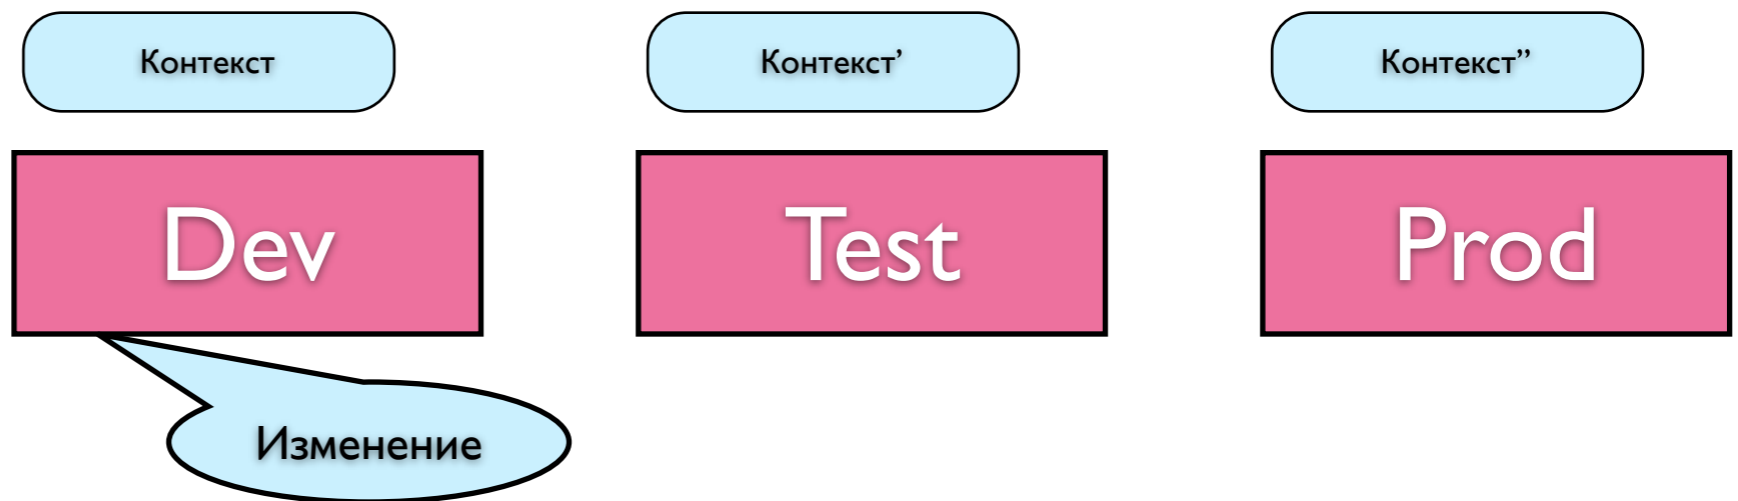 Контекст
Контекст’
Контекст’’
Dev
Test
Prod
Изменение